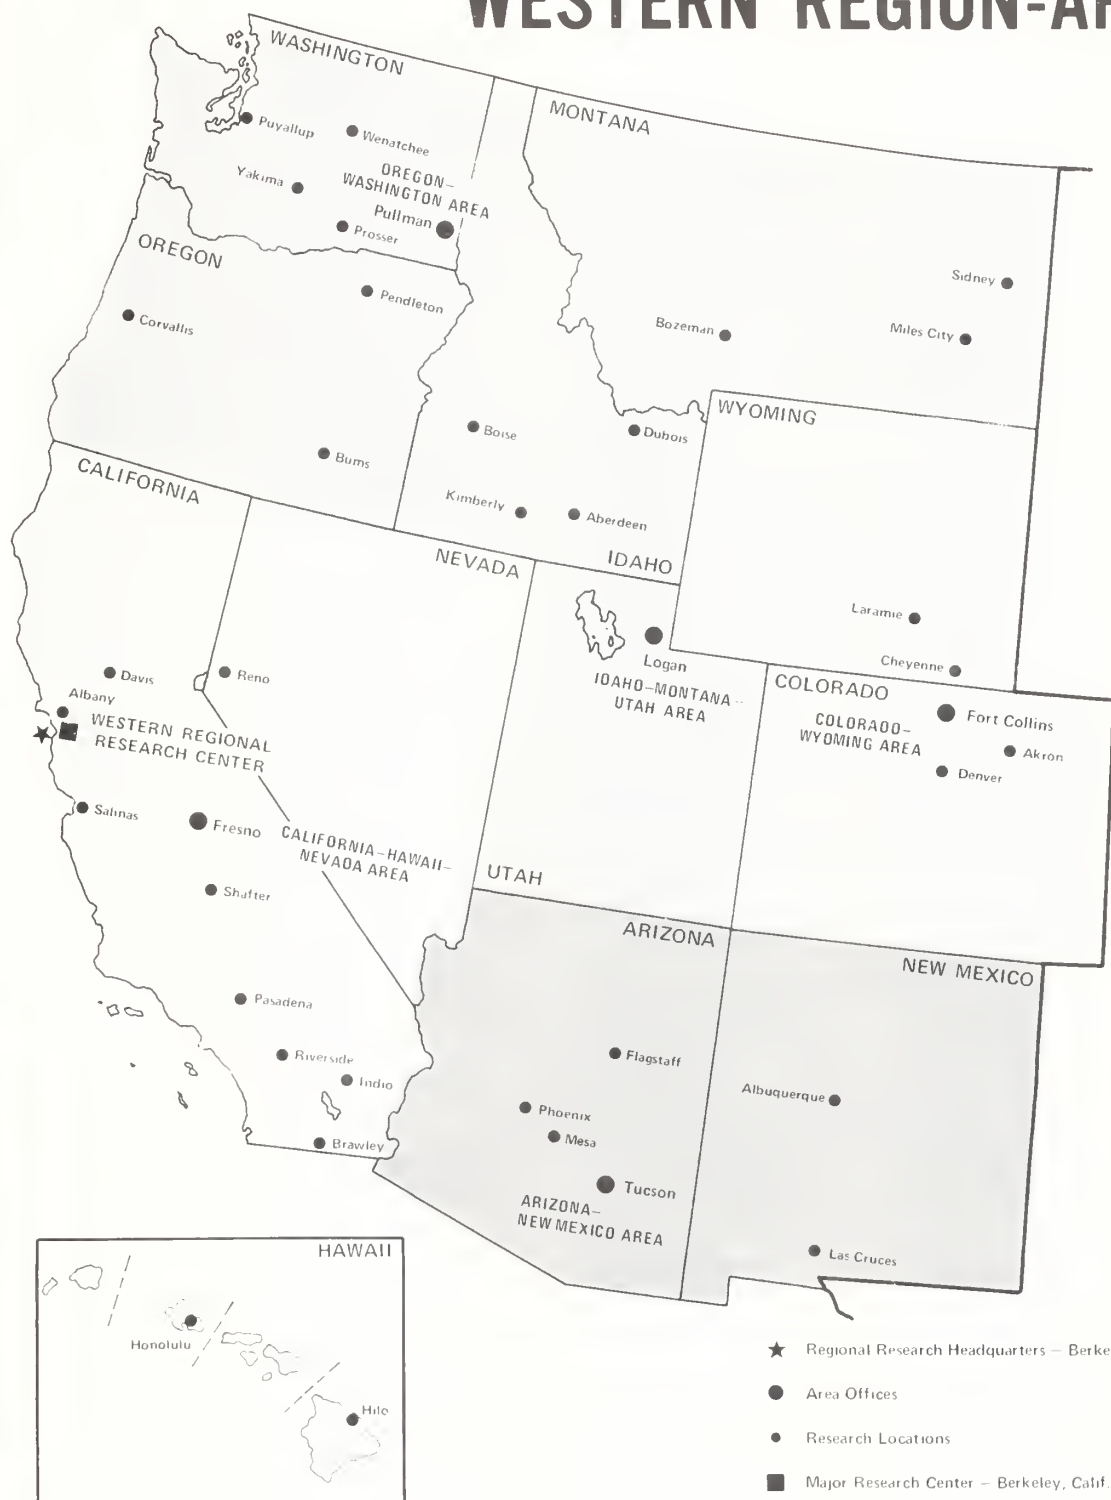 WESTERN REGION-
WASHINGTON
MONTANA
Puyallup
Wenatchee
Yakima
OREGON–
WASHINGTON AREA
Pullman
Prosser
OREGON
Pendleton
Sidney
Corvallis
Bozeman
Miles City
WYOMING
Boise
Dubois
Burns
CALIFORNIA
Kimberly
Aberdeen
NEVADA
IDAHO
Laramie
Logan
Cheyenne
Davis
Reno
IDAHO–MONTANA–
UTAH AREA
COLORADO
Albany
Fort Collins
WESTERN REGIONAL
RESEARCH CENTER
COLORADO–
WYOMING AREA
Akron
Denver
Salinas
Fresno
CALIFORNIA–HAWAII–
NEVADA AREA
UTAH
Shafter
ARIZONA
NEW MEXICO
Pasadena
Riverside
Flagstaff
Indio
Albuquerque
Phoenix
Mesa
Brawley
Tucson
ARIZONA–
NEW MEXICO AREA
HAWAII
Las Cruces
Honolulu
Hilo
Regional Research Headquarters –
Area Offices
Research Locations
Major Research Center – Berkeley, Calif.